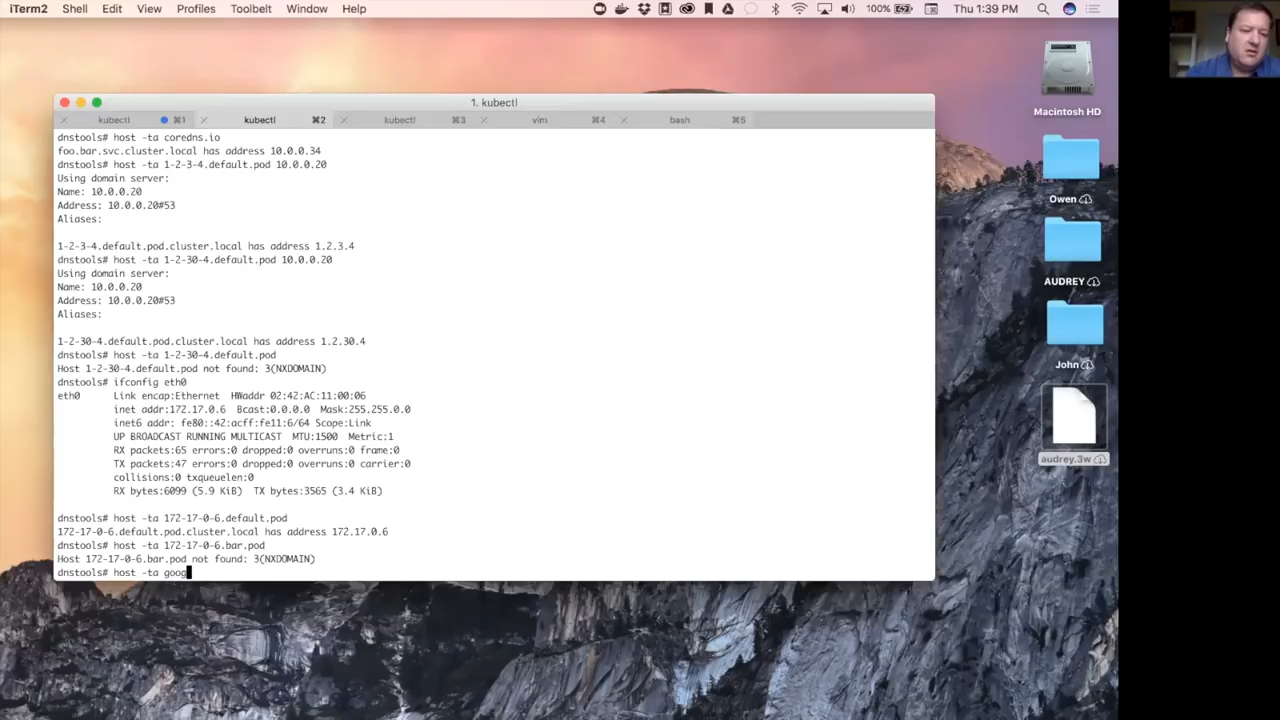 iTerm2 Shell Edit View Profiles Toolbelt Window Help 100% Thu 1:39 PM
1. kubectl
kubectl ⌘1 kubectl ⌘2 kubectl ⌘3 vim ⌘4 bash ⌘5
dnstools# host -ta coredns.io
foo.bar.svc.cluster.local has address 10.0.0.34
dnstools# host -ta 1-2-3-4.default.pod 10.0.0.20
Using domain server:
Name: 10.0.0.20
Address: 10.0.0.20#53
Aliases:
1-2-3-4.default.pod.cluster.local has address 1.2.3.4
dnstools# host -ta 1-2-30-4.default.pod 10.0.0.20
Using domain server:
Name: 10.0.0.20
Address: 10.0.0.20#53
Aliases:
1-2-30-4.default.pod.cluster.local has address 1.2.30.4
dnstools# host -ta 1-2-30-4.default.pod
Host 1-2-30-4.default.pod not found: 3(NXDOMAIN)
dnstools# ifconfig eth0
eth0 Link encap:Ethernet HWaddr 02:42:AC:11:00:06
inet addr:172.17.0.6 Bcast:0.0.0.0 Mask:255.255.0.0
inet6 addr: fe80::42:acff:fe11:6/64 Scope:Link
UP BROADCAST RUNNING MULTICAST MTU:1500 Metric:1
RX packets:65 errors:0 dropped:0 overruns:0 frame:0
TX packets:47 errors:0 dropped:0 overruns:0 carrier:0
collisions:0 txqueuelen:0
RX bytes:6099 (5.9 KiB) TX bytes:3565 (3.4 KiB)
dnstools# host -ta 172-17-0-6.default.pod
172-17-0-6.default.pod.cluster.local has address 172.17.0.6
dnstools# host -ta 172-17-0-6.bar.pod
Host 172-17-0-6.bar.pod not found: 3(NXDOMAIN)
dnstools# host -ta goog
Macintosh HD
Owen
AUDREY
John
audrey.3w